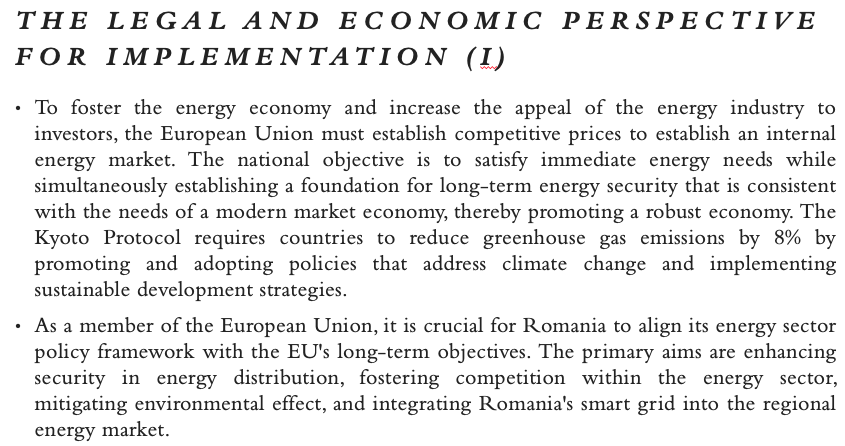 THE LEGAL AND ECONOMIC PERSPECTIVE
FOR IMPLEMENTATION (I)
• To foster the energy economy and increase the appeal of the energy industry to
investors, the European Union must establish competitive prices to establish an internal
energy market. The national objective is to satisfy immediate energy needs while
simultaneously establishing a foundation for long-term energy security that is consistent
with the needs of a modern market economy, thereby promoting a robust economy. The
Kyoto Protocol requires countries to reduce greenhouse gas emissions by 8% by
promoting and adopting policies that address climate change and implementing
sustainable development strategies.
• As a member of the European Union, it is crucial for Romania to align its energy sector
policy framework with the EU's long-term objectives. The primary aims are enhancing
security in energy distribution, fostering competition within the energy sector,
mitigating environmental effect, and integrating Romania's smart grid into the regional
energy market.